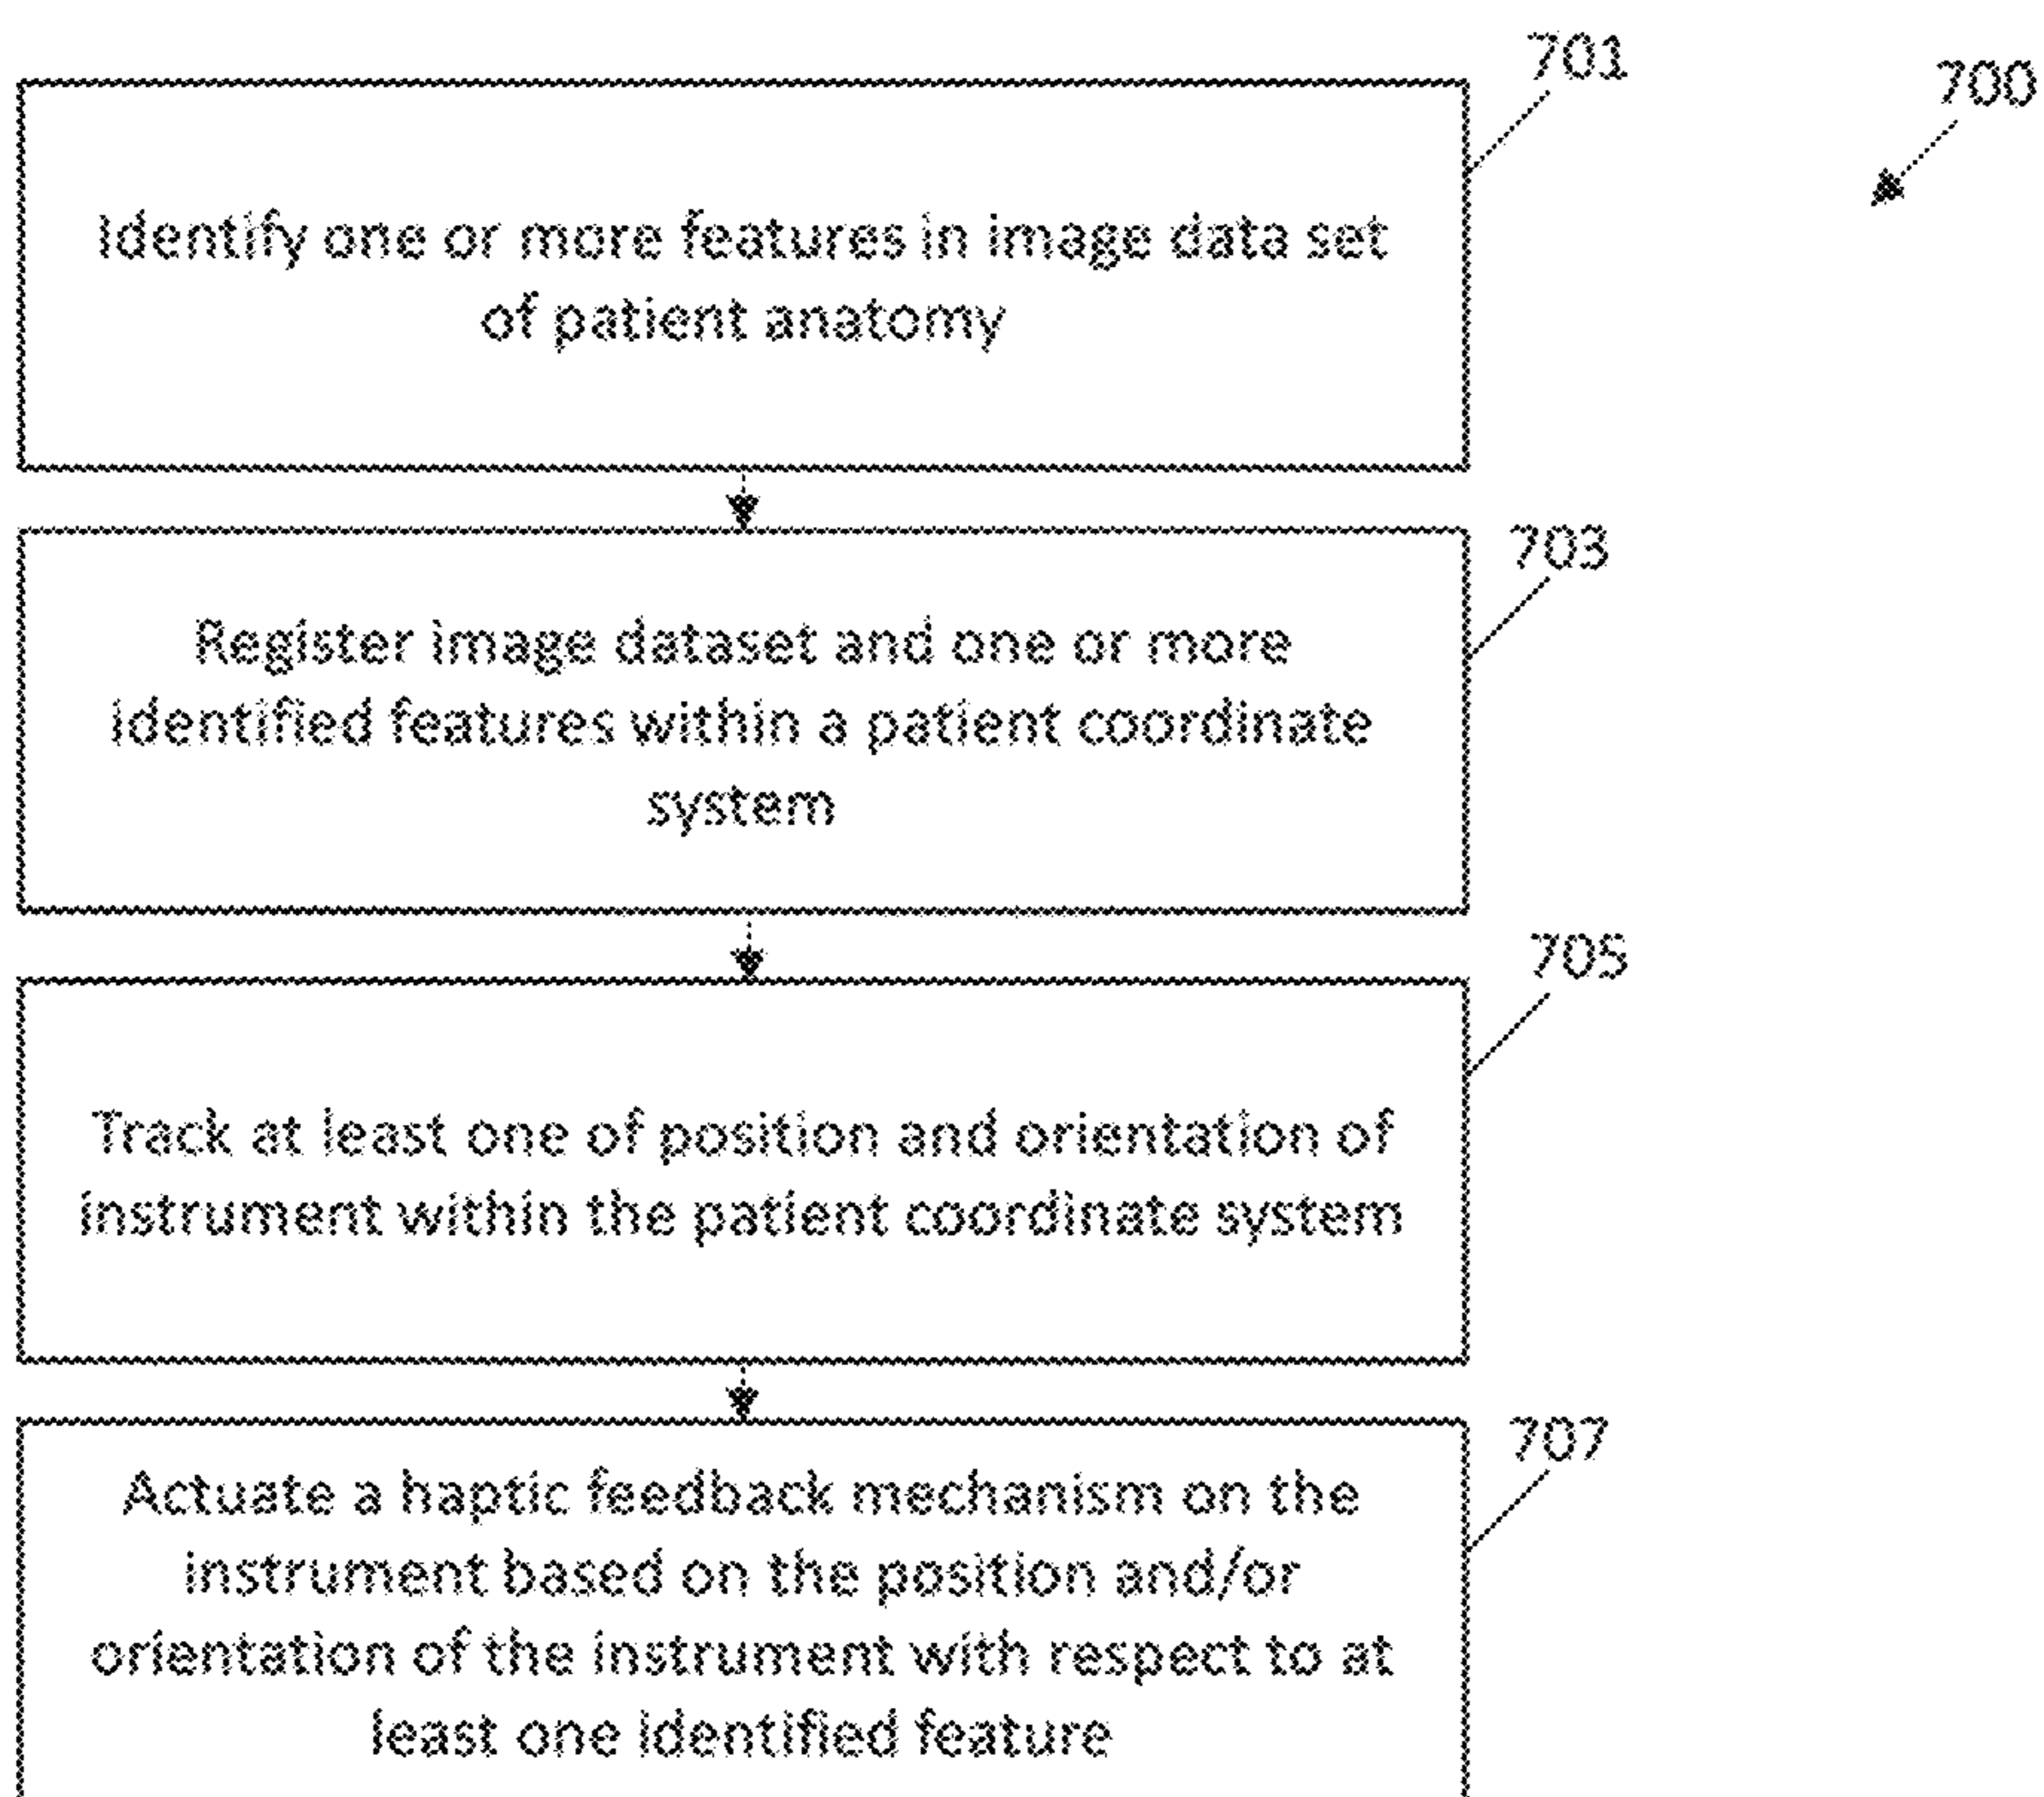 701
700
Identify one or more features in image data set
of patient anatomy
703
Register image dataset and one or more
identified features within a patient coordinate
system
705
Track at least one of position and orientation of
instrument within the patient coordinate system
707
Actuate a haptic feedback mechanism on the
instrument based on the position and/or
orientation of the instrument with respect to at
least one identified feature